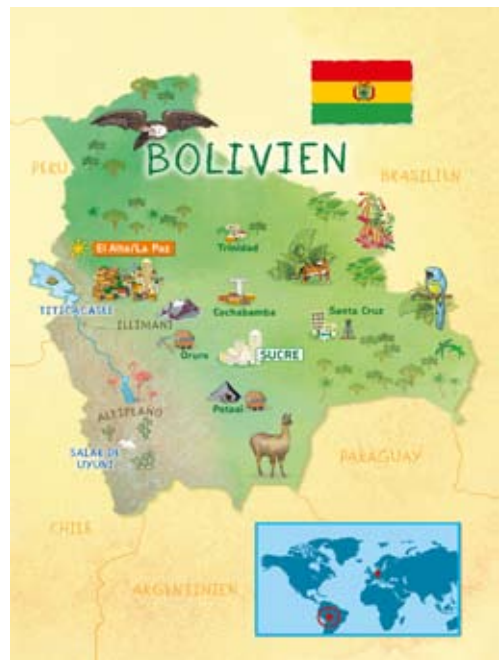 BOLIVIEN
PERU
BRASILIEN
El Alto/La Paz
Trinidad
TITICACASEE
ILLIMANI
Cochabamba
Santa Cruz
Oruro
SUCRE
Potosí
ALTIPLANO
SALAR DE
UYUNI
PARAGUAY
CHILE
ARGENTINIEN